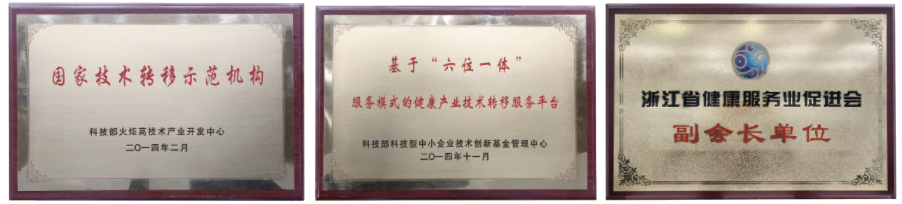 国家技术转移示范机构
科技部火炬高技术产业开发中心
二〇一四年二月
基于“六位一体”
服务模式的健康产业技术转移服务平台
科技部科技型中小企业技术创新基金管理中心
二〇一四年十一月
浙江省健康服务业促进会
副会长单位